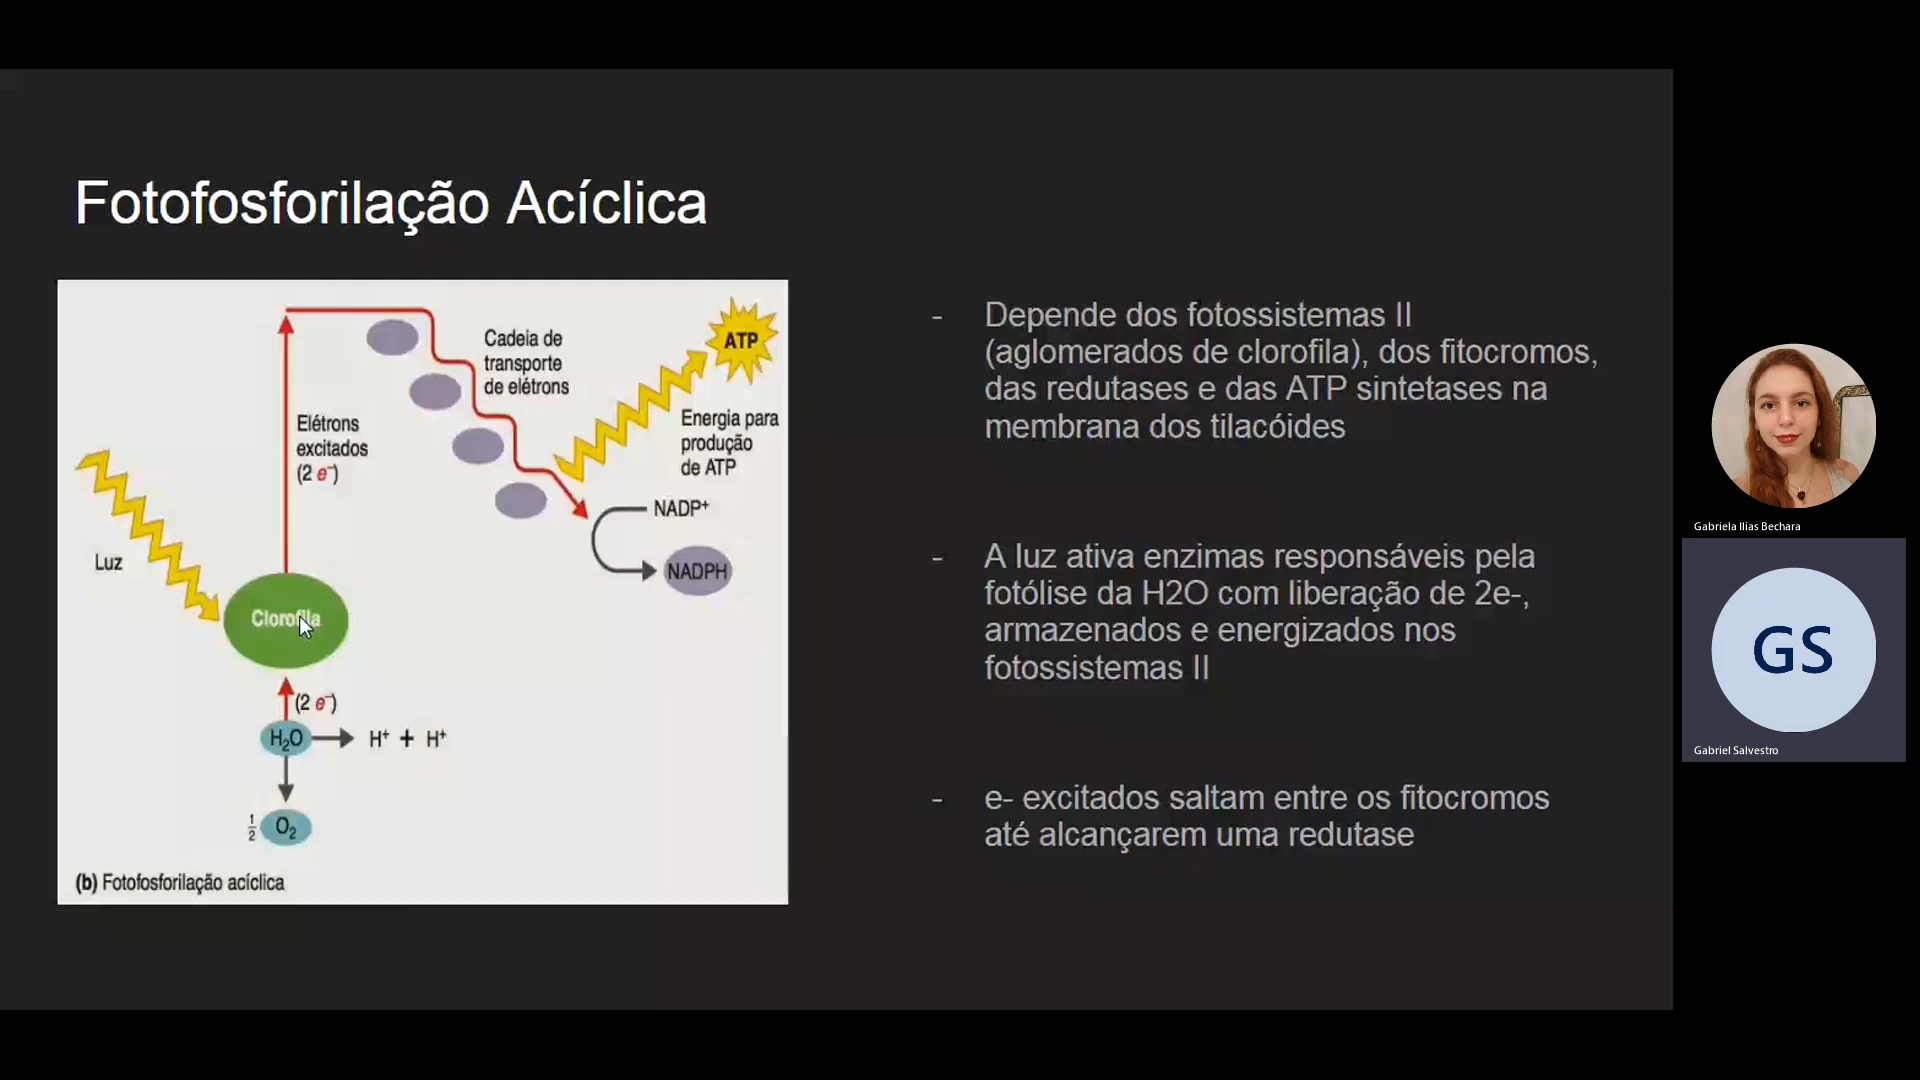 Fotofosforilação Acíclica
Cadeia de
transporte
de elétrons
ATP
Energia para
produção
de ATP
Elétrons
excitados
(2 e⁻)
NADP⁺
NADPH
Luz
Clorofila
(2 e⁻)
H₂O
H⁺ + H⁺
½ O₂
(b) Fotofosforilação acíclica
- Depende dos fotossistemas II
(aglomerados de clorofila), dos fitocromos,
das redutases e das ATP sintetases na
membrana dos tilacóides
- A luz ativa enzimas responsáveis pela
fotólise da H2O com liberação de 2e-,
armazenados e energizados nos
fotossistemas II
- e- excitados saltam entre os fitocromos
até alcançarem uma redutase
Gabriela Ilias Bechara
GS
Gabriel Salvestro